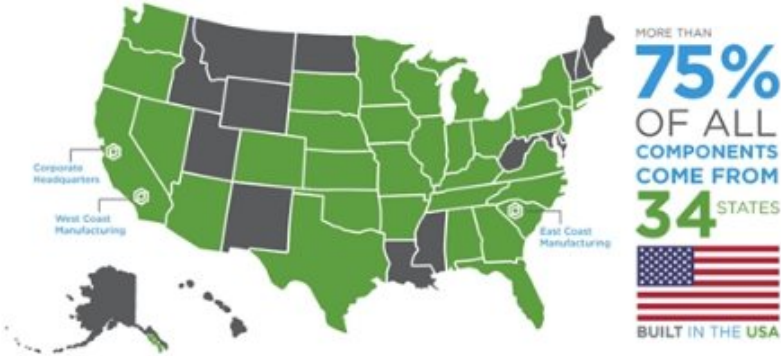 Corporate
Headquarters
West Coast
Manufacturing
East Coast
Manufacturing
MORE THAN
75%
OF ALL
COMPONENTS
COME FROM
34 STATES
BUILT IN THE USA